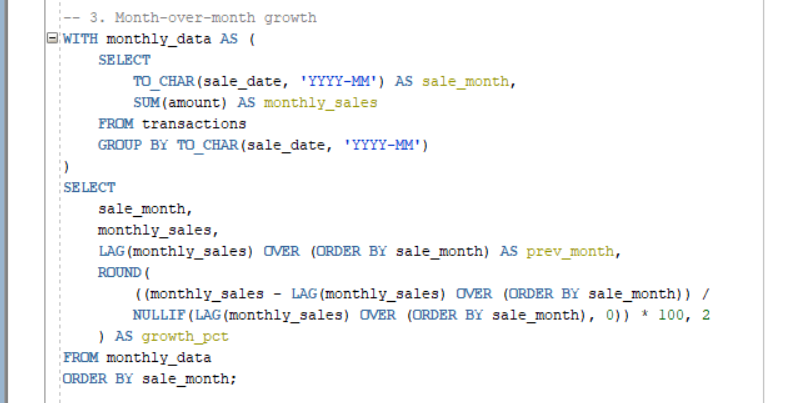 -- 3. Month-over-month growth
WITH monthly_data AS (
    SELECT
        TO_CHAR(sale_date, 'YYYY-MM') AS sale_month,
        SUM(amount) AS monthly_sales
    FROM transactions
    GROUP BY TO_CHAR(sale_date, 'YYYY-MM')
)
SELECT
    sale_month,
    monthly_sales,
    LAG(monthly_sales) OVER (ORDER BY sale_month) AS prev_month,
    ROUND(
        ((monthly_sales - LAG(monthly_sales) OVER (ORDER BY sale_month)) /
        NULLIF(LAG(monthly_sales) OVER (ORDER BY sale_month), 0)) * 100, 2
    ) AS growth_pct
FROM monthly_data
ORDER BY sale_month;